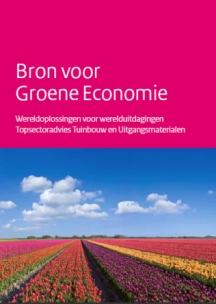 Bron voor
Groene Economie
Wereldoplossingen voor werelduitdagingen
Topsectoradvies Tuinbouw en Uitgangsmaterialen